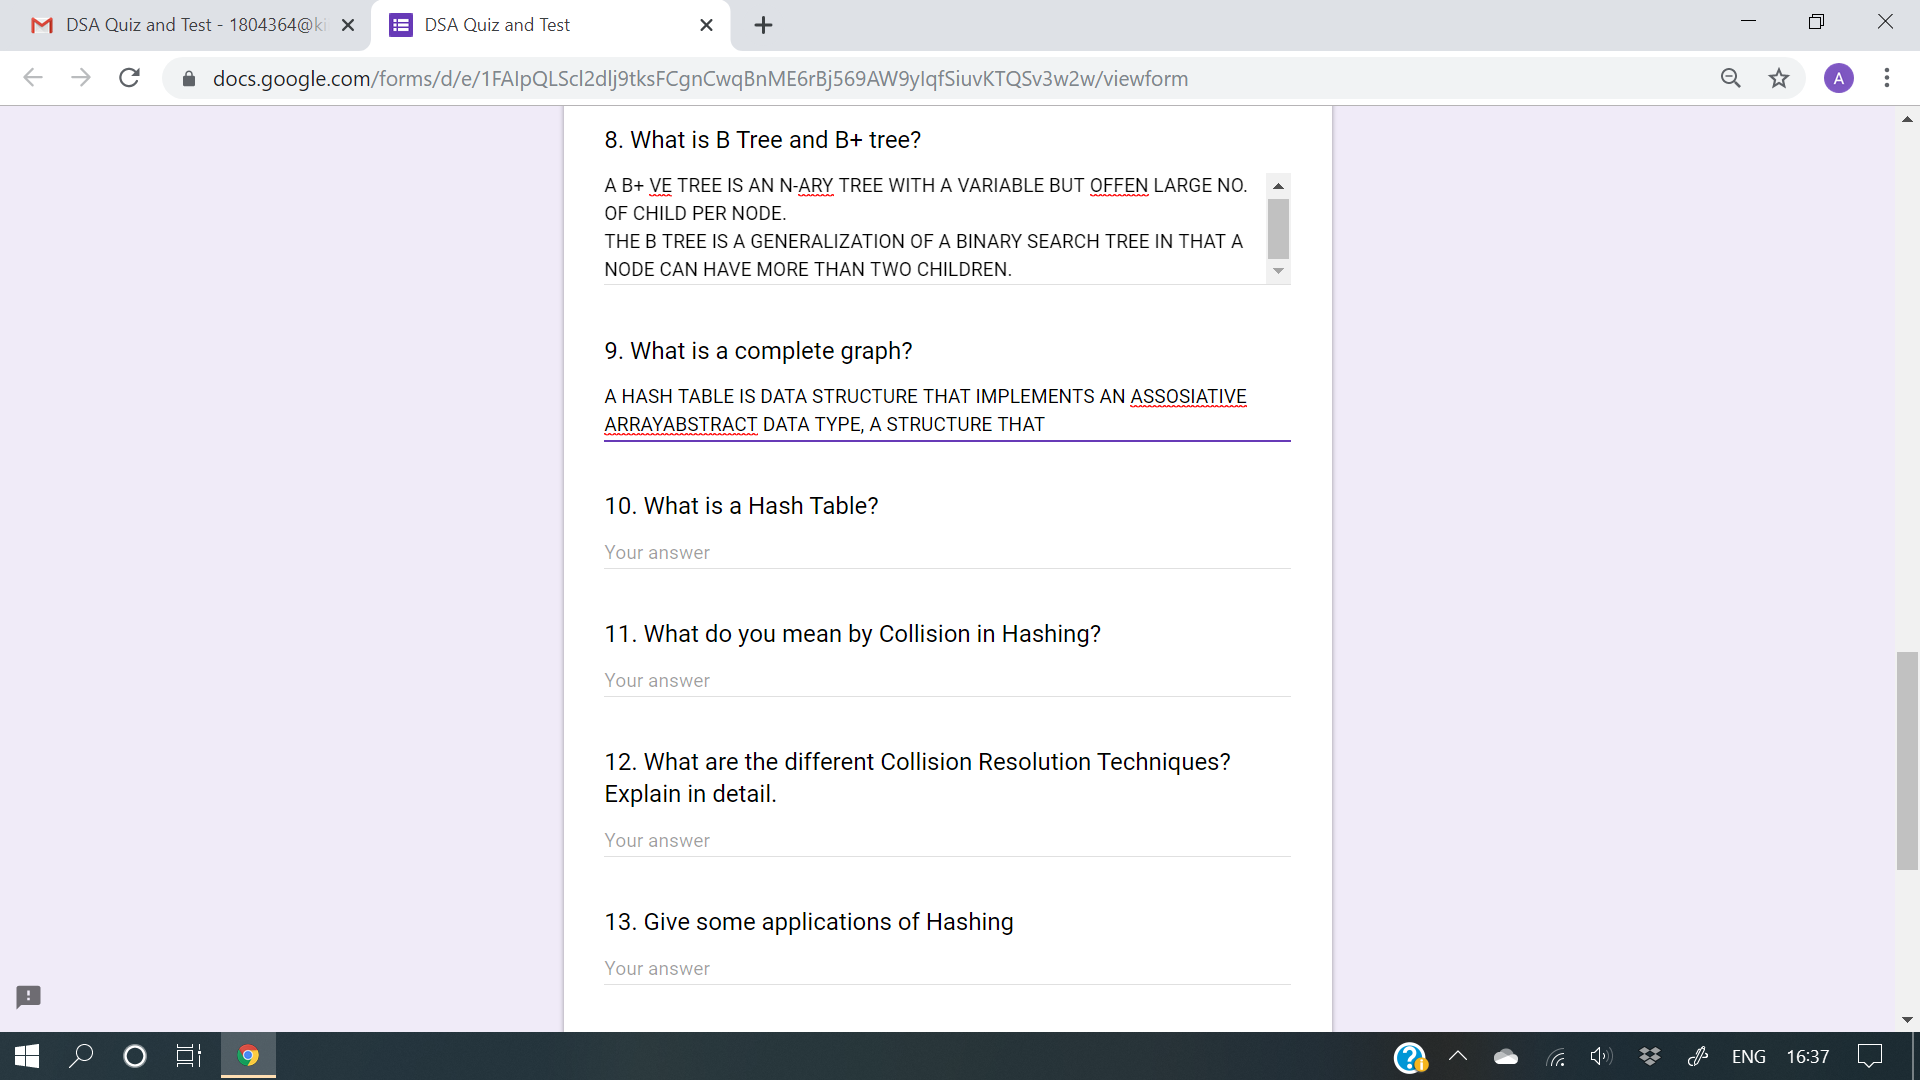 DSA Quiz and Test - 1804364@ki
DSA Quiz and Test
docs.google.com/forms/d/e/1FAIpQLScl2dlj9tksFCgnCwqBnME6rBj569AW9yIqfSiuvKTQSv3w2w/viewform
A
8. What is B Tree and B+ tree?
A B+ VE TREE IS AN N-ARY TREE WITH A VARIABLE BUT OFFEN LARGE NO.
OF CHILD PER NODE.
THE B TREE IS A GENERALIZATION OF A BINARY SEARCH TREE IN THAT A
NODE CAN HAVE MORE THAN TWO CHILDREN.
9. What is a complete graph?
A HASH TABLE IS DATA STRUCTURE THAT IMPLEMENTS AN ASSOSIATIVE
ARRAYABSTRACT DATA TYPE, A STRUCTURE THAT
10. What is a Hash Table?
Your answer
11. What do you mean by Collision in Hashing?
Your answer
12. What are the different Collision Resolution Techniques?
Explain in detail.
Your answer
13. Give some applications of Hashing
Your answer
ENG 16:37